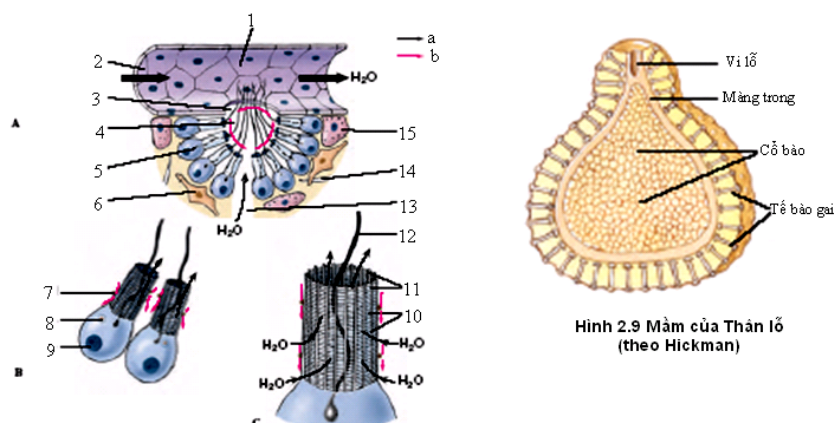 1
a
b
2
H₂O
3
A
4
15
5
14
6
13
H₂O
12
7
11
8
10
H₂O
H₂O
9
H₂O
H₂O
B
C
Vi lỗ
Màng trong
Cổ bào
Tế bào gai
Hình 2.9 Mầm của Thân lỗ
(theo Hickman)